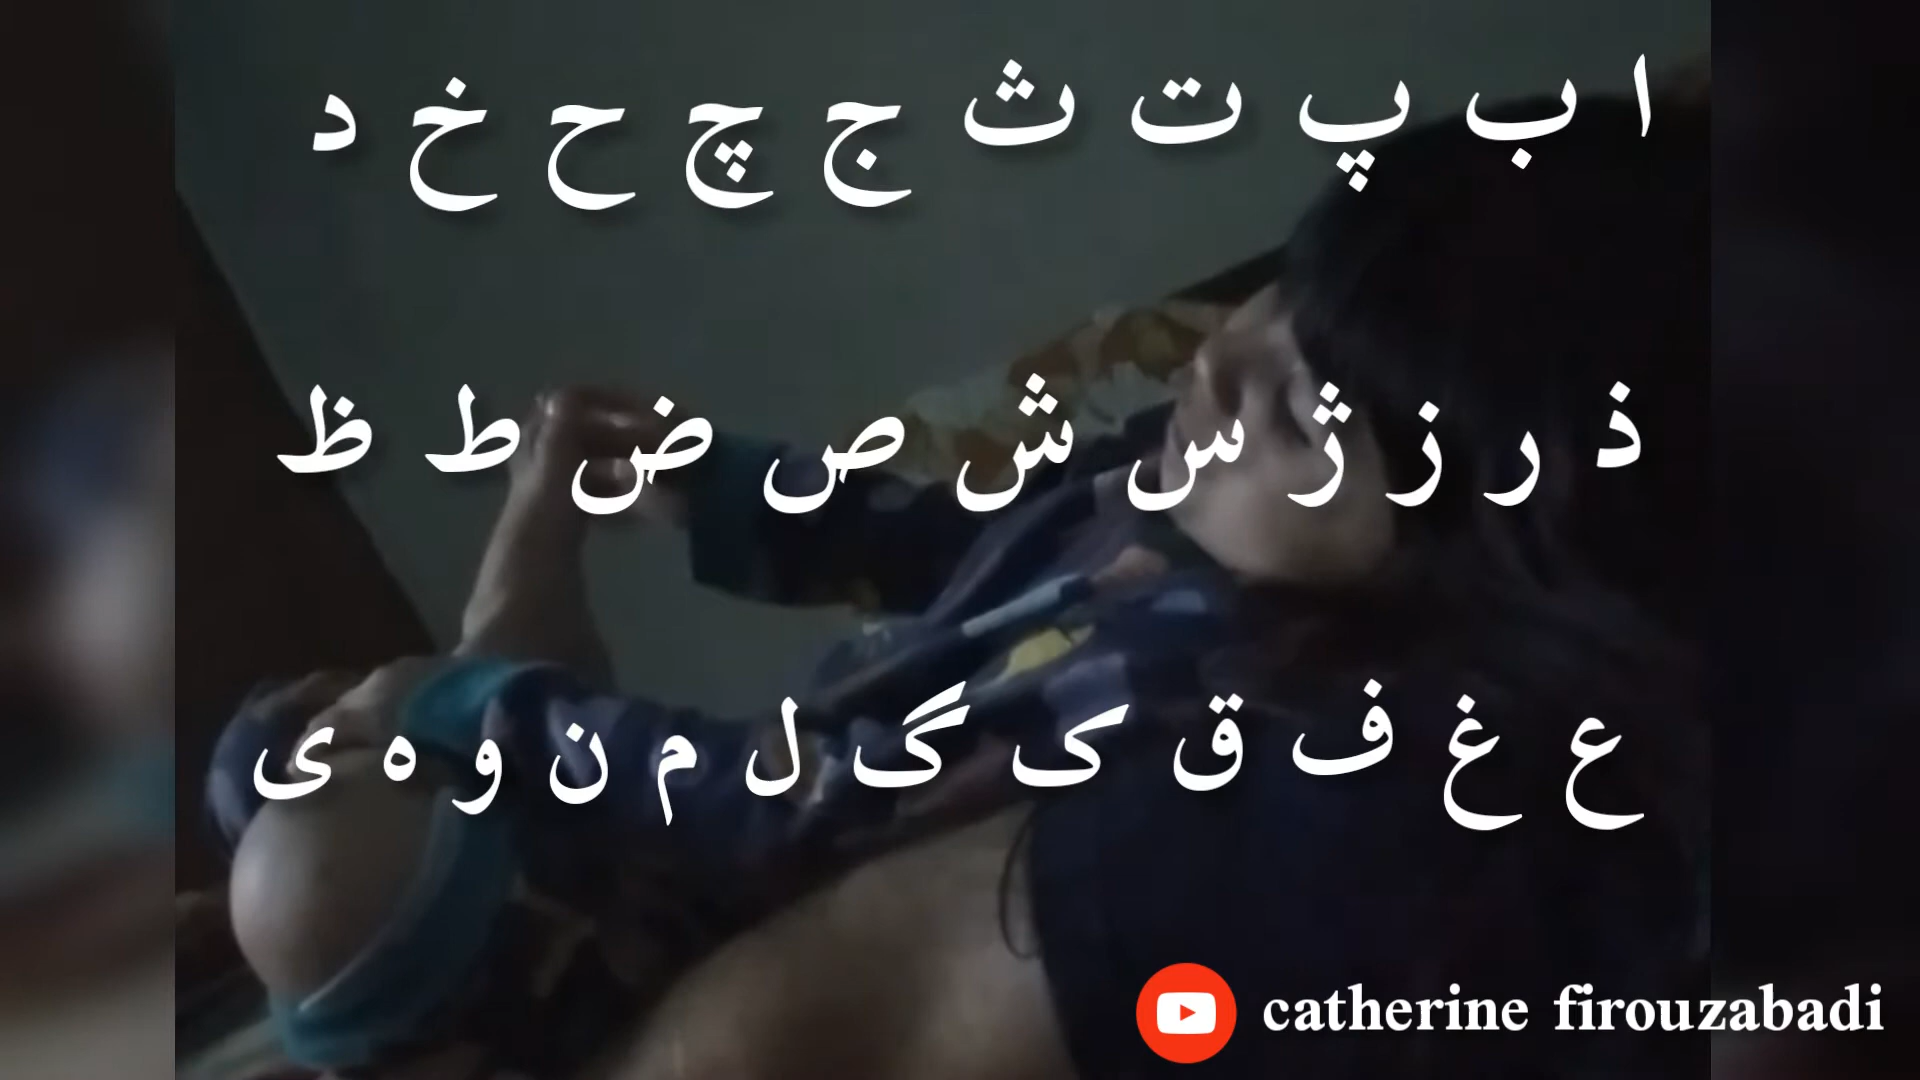 ا ب پ ت ث ج چ ح خ د
ذ ر ز ژ س ش ص ض ط ظ
ع غ ف ق ک گ ل م ن و ه ی
catherine firouzabadi